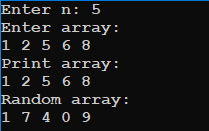 Enter n: 5
Enter array:
1 2 5 6 8
Print array:
1 2 5 6 8
Random array:
1 7 4 0 9